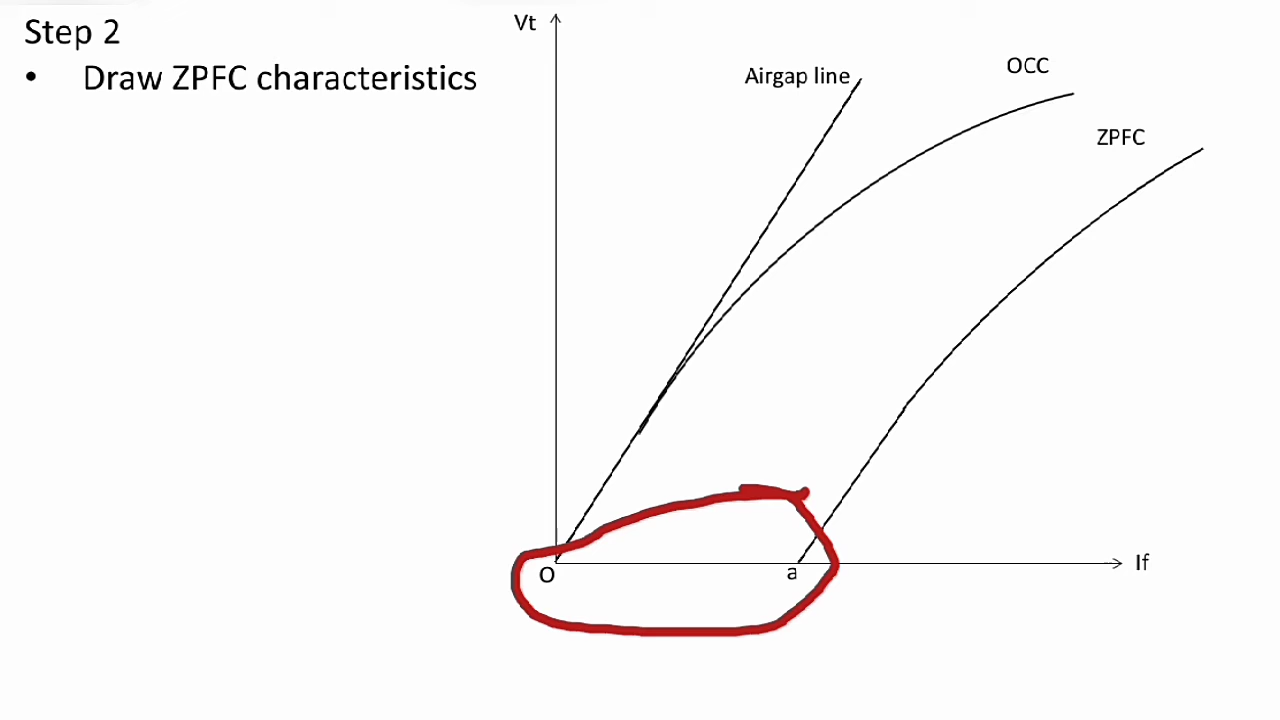 Step 2
• Draw ZPFC characteristics
Vt
Airgap line
OCC
ZPFC
O
a
If